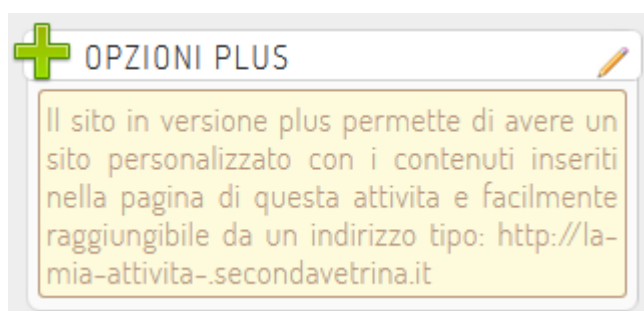 OPZIONI PLUS
Il sito in versione plus permette di avere un
sito personalizzato con i contenuti inseriti
nella pagina di questa attivita e facilmente
raggiungibile da un indirizzo tipo: http://la-
mia-attivita-.secondavetrina.it